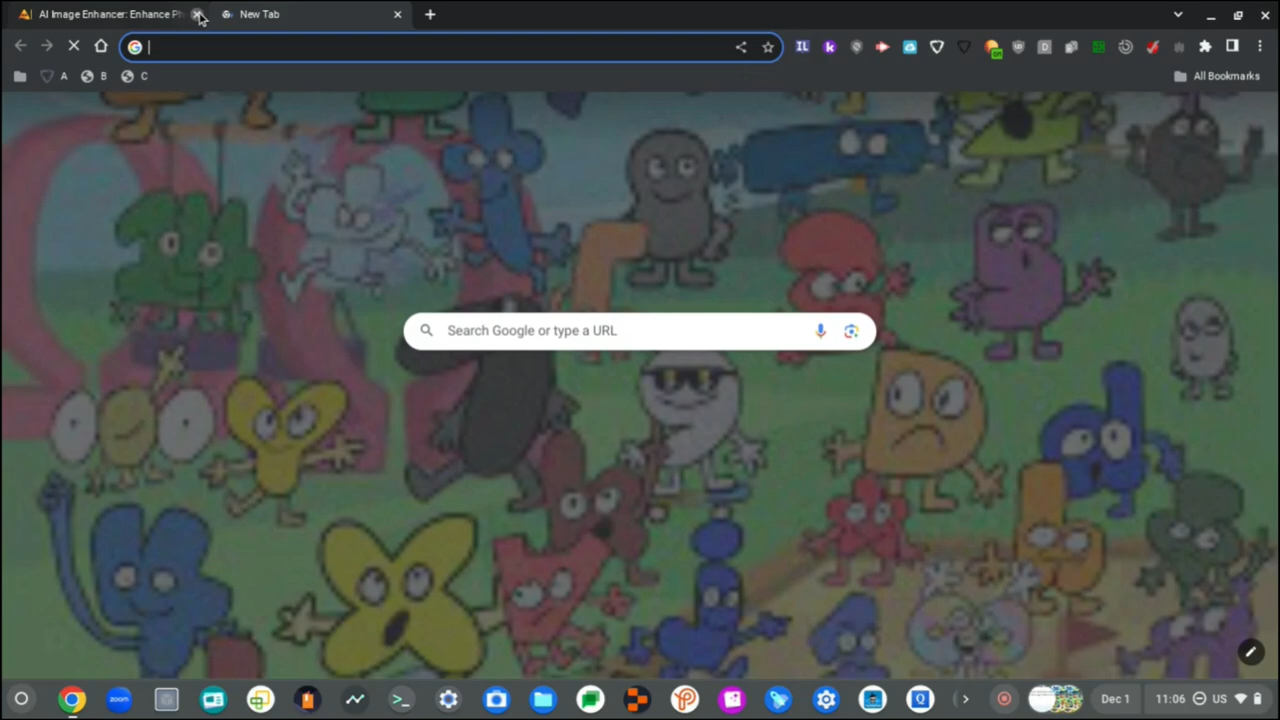 AI Image Enhancer: Enhance Ph
New Tab
A B C
All Bookmarks
Search Google or type a URL
zoom
Dec 1 11:06 US